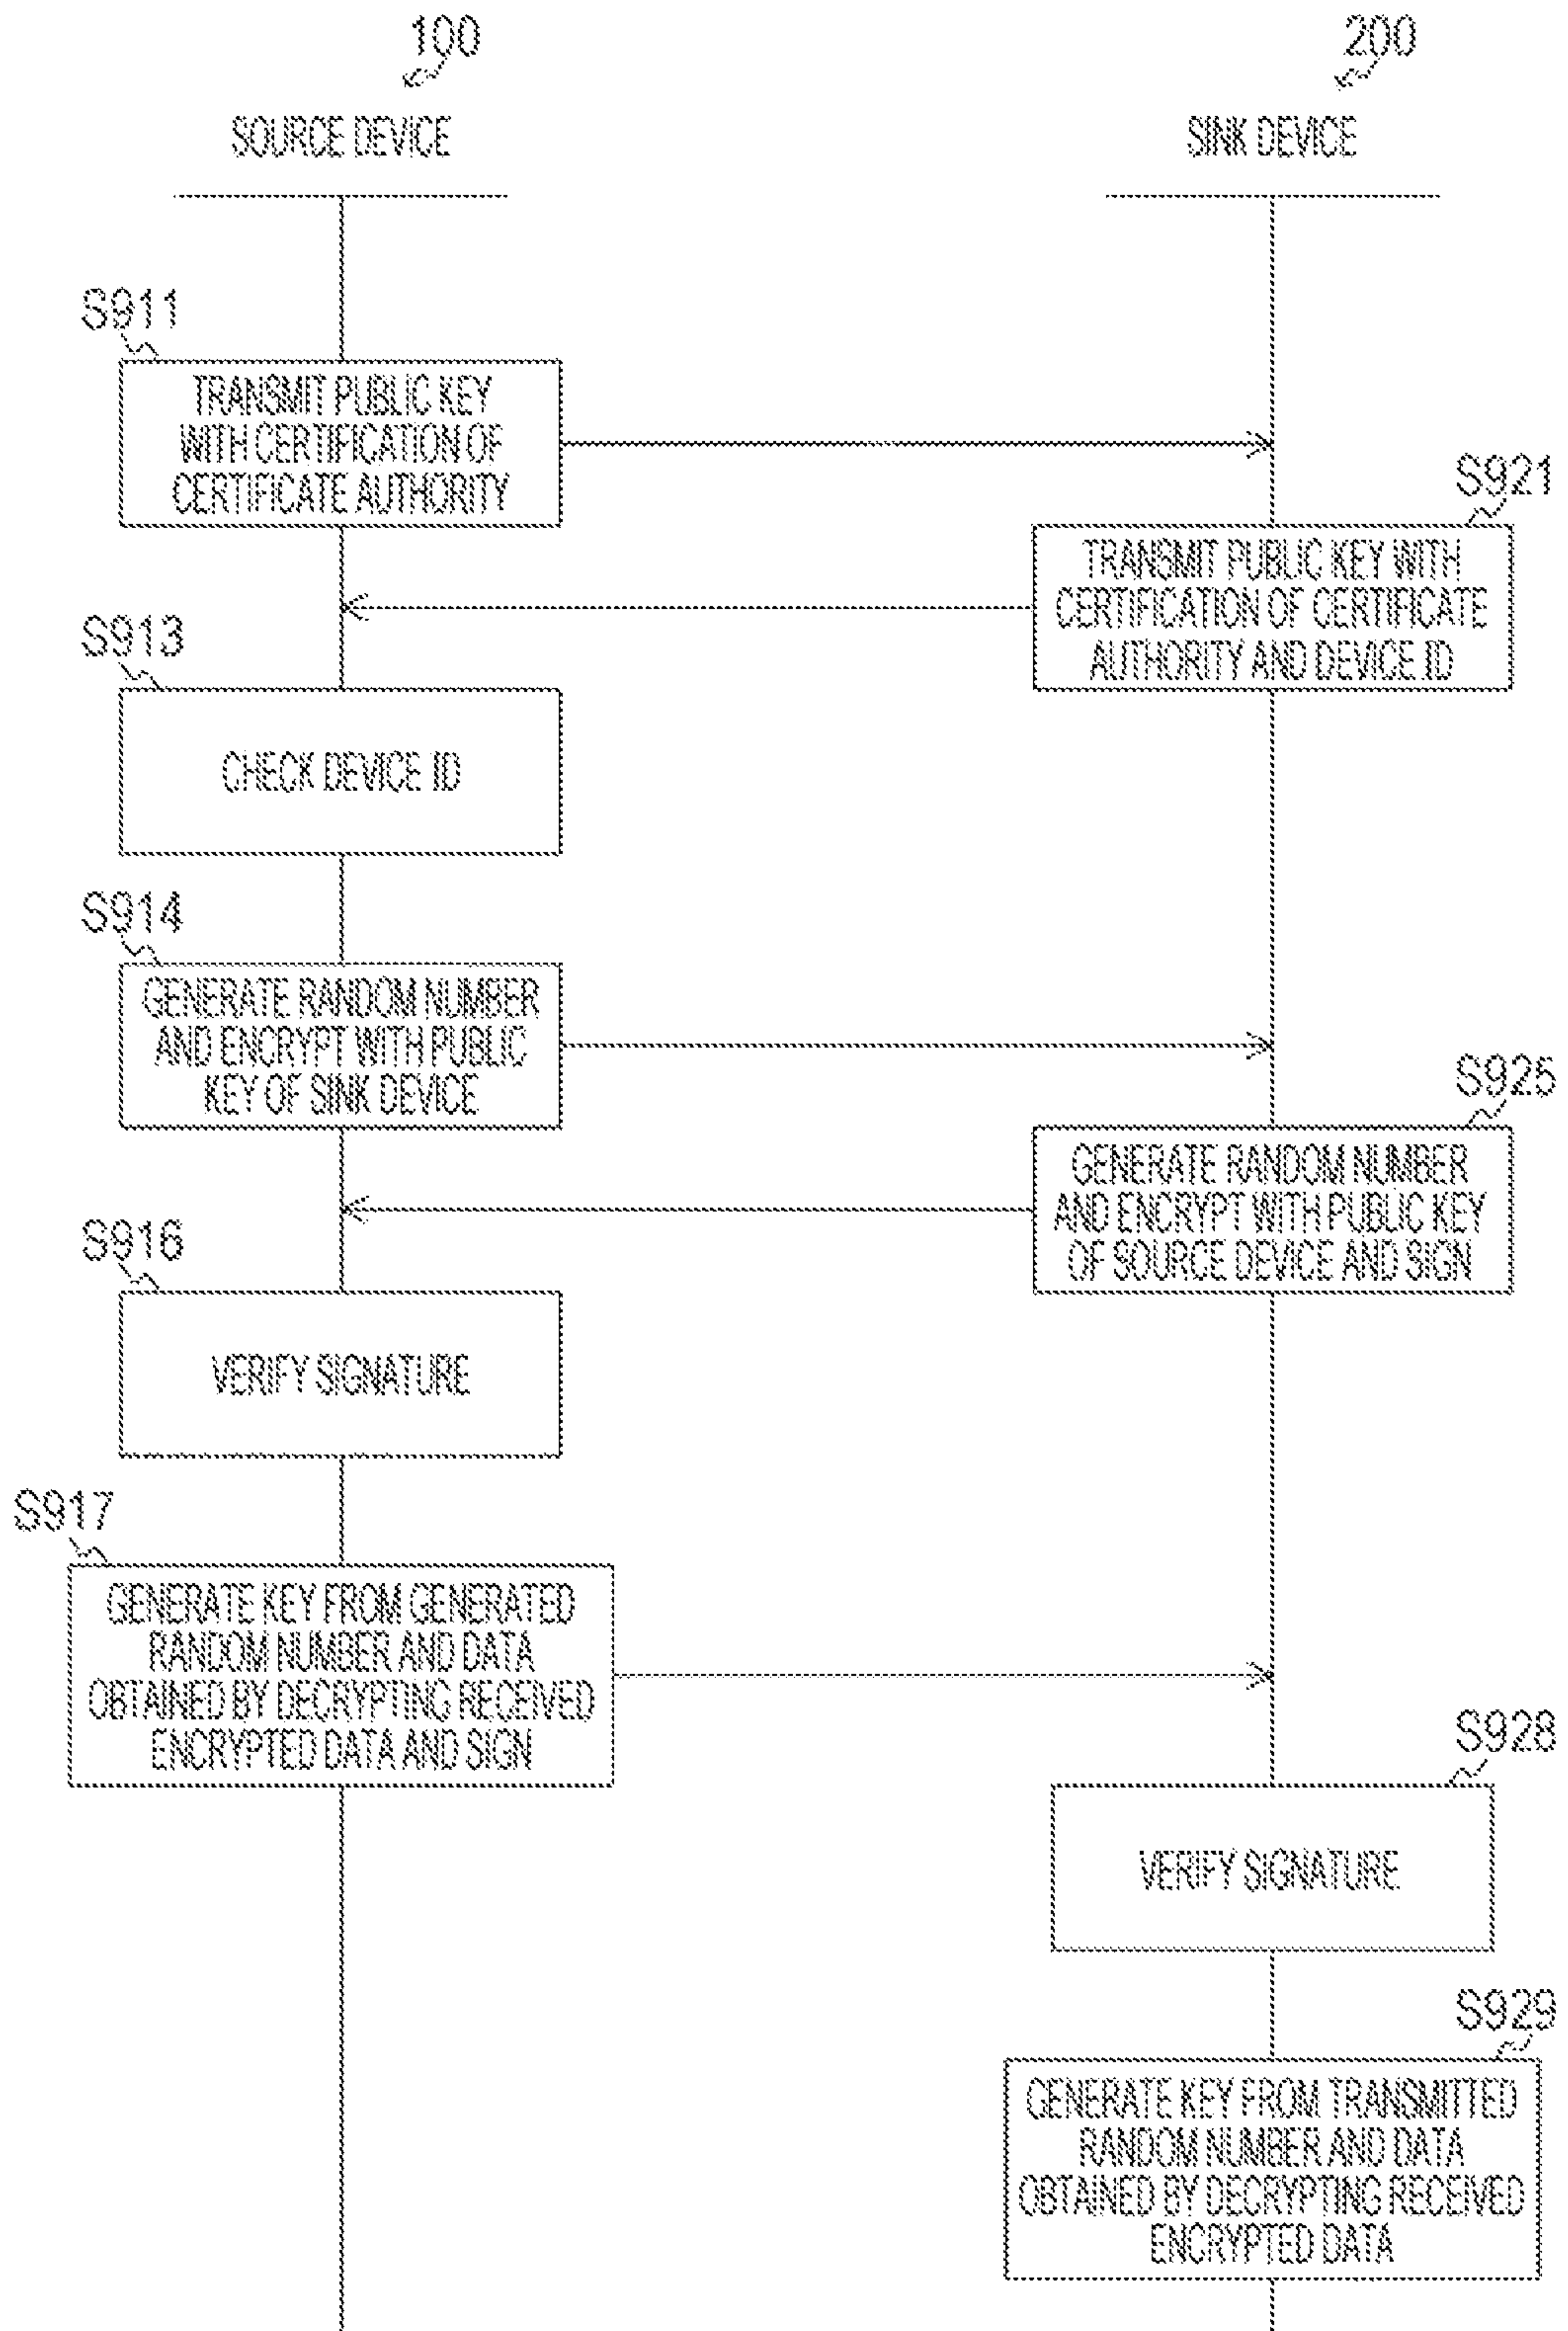 100
200
SOURCE DEVICE
SINK DEVICE
S911
TRANSMIT PUBLIC KEY
WITH CERTIFICATION OF
CERTIFICATE AUTHORITY
S921
TRANSMIT PUBLIC KEY WITH
CERTIFICATION OF CERTIFICATE
AUTHORITY AND DEVICE ID
S913
CHECK DEVICE ID
S914
GENERATE RANDOM NUMBER
AND ENCRYPT WITH PUBLIC
KEY OF SINK DEVICE
S925
GENERATE RANDOM NUMBER
AND ENCRYPT WITH PUBLIC KEY
OF SOURCE DEVICE AND SIGN
S916
VERIFY SIGNATURE
S917
GENERATE KEY FROM GENERATED
RANDOM NUMBER AND DATA
OBTAINED BY DECRYPTING RECEIVED
ENCRYPTED DATA AND SIGN
S928
VERIFY SIGNATURE
S929
GENERATE KEY FROM TRANSMITTED
RANDOM NUMBER AND DATA
OBTAINED BY DECRYPTING RECEIVED
ENCRYPTED DATA